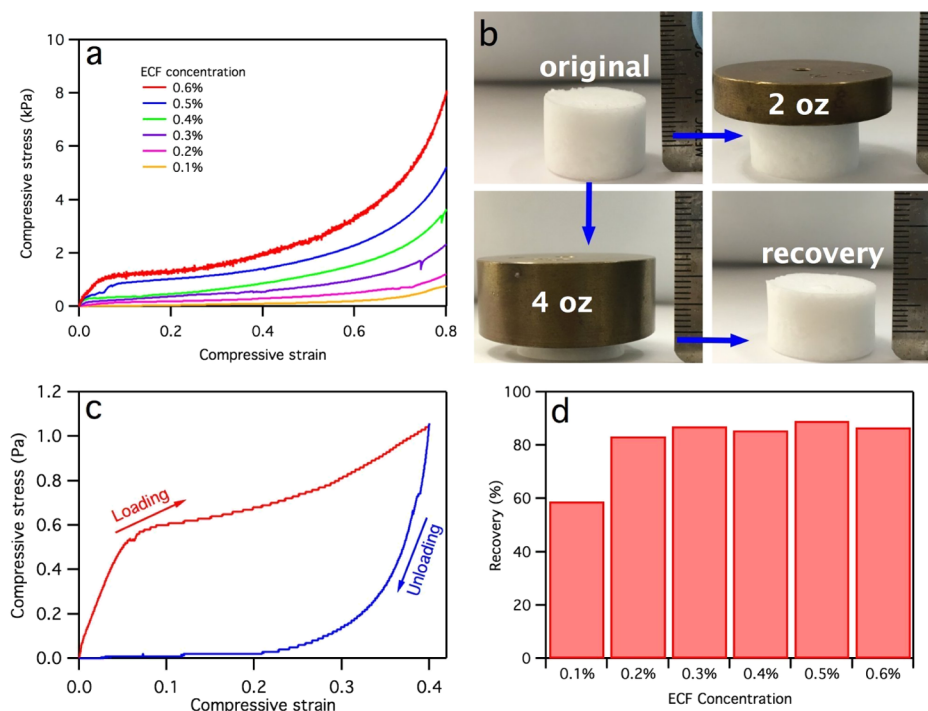 a
ECF concentration
0.6%
0.5%
0.4%
0.3%
0.2%
0.1%
Compressive stress (kPa)
10
8
6
4
2
0
0.0
0.2
0.4
0.6
0.8
Compressive strain
b
original
2 oz
METRIC
4 oz
recovery
c
Loading
Unloading
Compressive stress (Pa)
1.2
1.0
0.8
0.6
0.4
0.2
0.0
0.0
0.1
0.2
0.3
0.4
Compressive strain
d
Recovery (%)
100
80
60
40
20
0
0.1%
0.2%
0.3%
0.4%
0.5%
0.6%
ECF Concentration